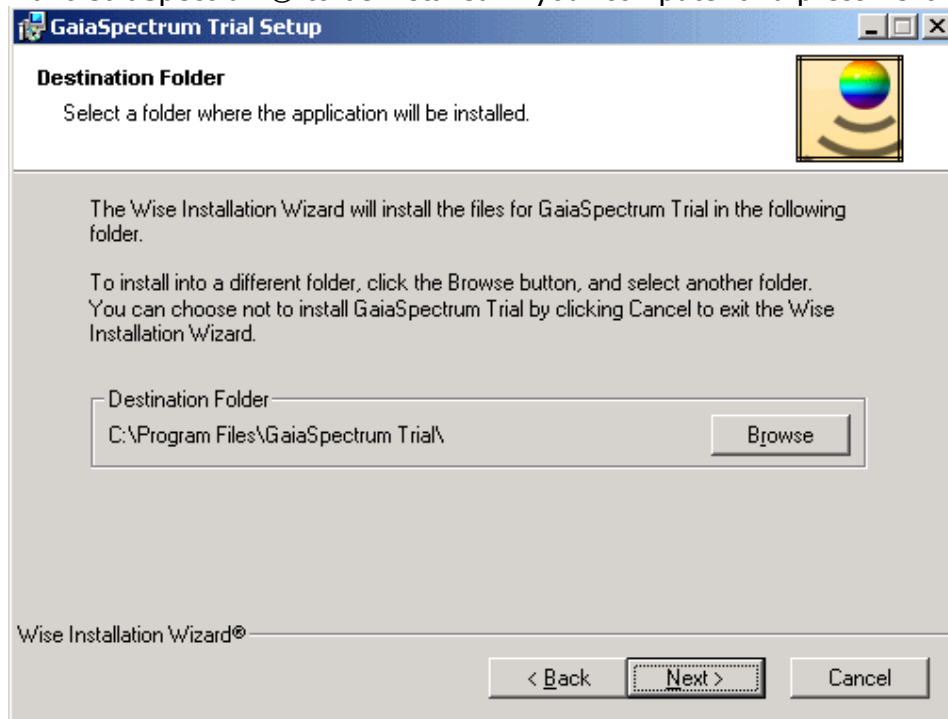 GaiaSpectrum Trial Setup
Destination Folder
Select a folder where the application will be installed.
The Wise Installation Wizard will install the files for GaiaSpectrum Trial in the following
folder.
To install into a different folder, click the Browse button, and select another folder.
You can choose not to install GaiaSpectrum Trial by clicking Cancel to exit the Wise
Installation Wizard.
Destination Folder
C:\Program Files\GaiaSpectrum Trial\
Browse
Wise Installation Wizard®
< Back Next > Cancel